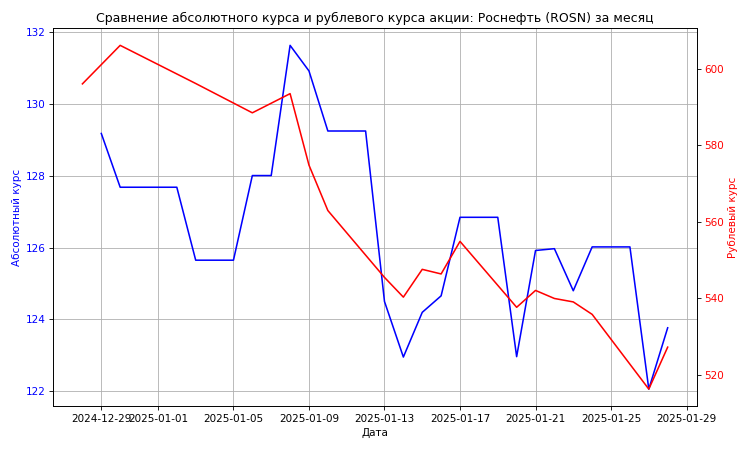 Сравнение абсолютного курса и рублевого курса акции: Роснефть (ROSN) за месяц
Абсолютный курс
132
130
128
126
124
122
600
580
560
540
520
Рублевый курс
2024-12-29 2025-01-01 2025-01-05 2025-01-09 2025-01-13 2025-01-17 2025-01-21 2025-01-25 2025-01-29
Дата